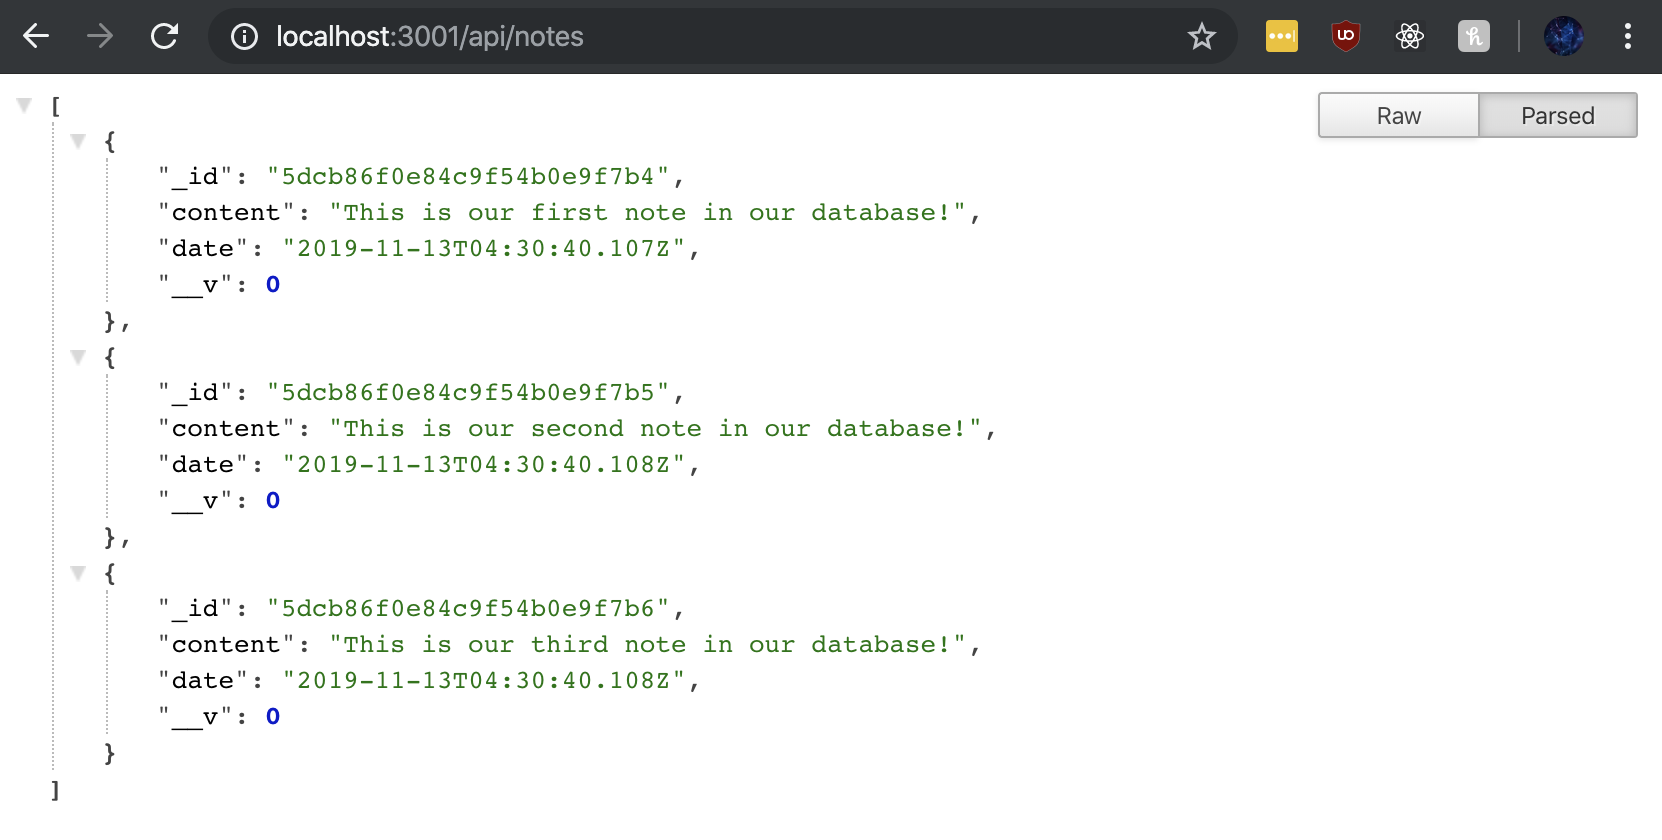 localhost:3001/api/notes
Raw Parsed
[
{
"_id": "5dcb86f0e84c9f54b0e9f7b4",
"content": "This is our first note in our database!",
"date": "2019-11-13T04:30:40.107Z",
"__v": 0
},
{
"_id": "5dcb86f0e84c9f54b0e9f7b5",
"content": "This is our second note in our database!",
"date": "2019-11-13T04:30:40.108Z",
"__v": 0
},
{
"_id": "5dcb86f0e84c9f54b0e9f7b6",
"content": "This is our third note in our database!",
"date": "2019-11-13T04:30:40.108Z",
"__v": 0
}
]